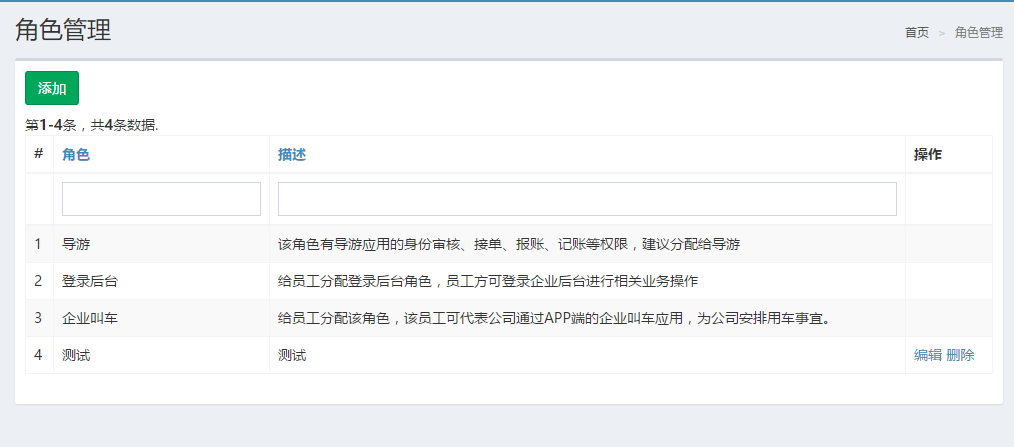 角色管理
首页 > 角色管理
添加
第1-4条，共4条数据.
# 角色 描述 操作
1 导游 该角色有导游应用的身份审核、接单、报账、记账等权限，建议分配给导游
2 登录后台 给员工分配登录后台角色，员工方可登录企业后台进行相关业务操作
3 企业叫车 给员工分配该角色，该员工可代表公司通过APP端的企业叫车应用，为公司安排用车事宜。
4 测试 测试 编辑 删除